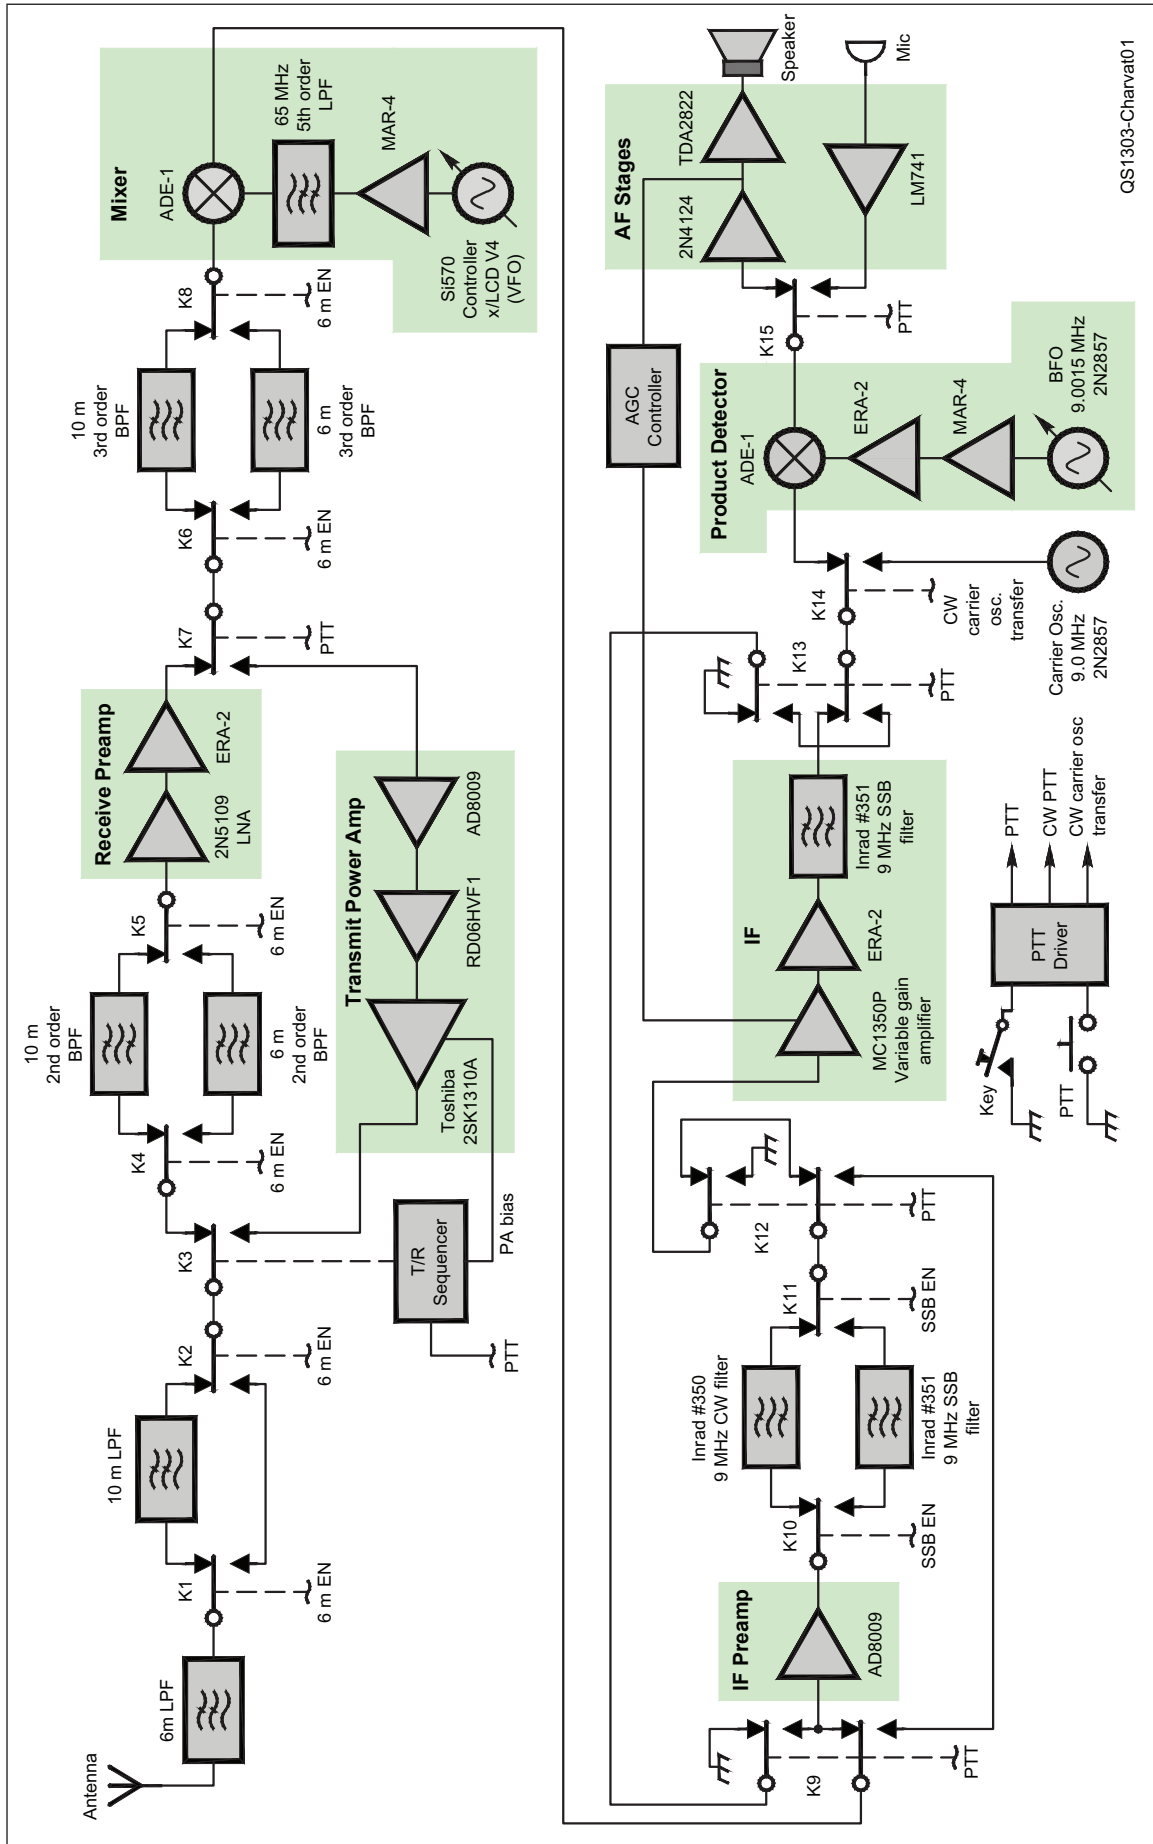 Antenna
6m LPF
K1
6 m EN
10 m LPF
K2
6 m EN
K3
T/R
Sequencer
PTT
PA bias
K4
6 m EN
10 m
2nd order
BPF
6 m
2nd order
BPF
K5
6 m EN
Receive Preamp
2N5109
LNA
ERA-2
Transmit Power Amp
Toshiba
2SK1310A
RD06HVF1
AD8009
K7
PTT
K6
6 m EN
10 m
3rd order
BPF
6 m
3rd order
BPF
K8
6 m EN
Mixer
ADE-1
65 MHz
5th order
LPF
MAR-4
Si570
Controller
x/LCD V4
(VFO)
K9
PTT
IF Preamp
AD8009
K10
SSB EN
Inrad #350
9 MHz CW filter
Inrad #351
9 MHz SSB
filter
K11
SSB EN
K12
PTT
IF
MC1350P
Variable gain
amplifier
ERA-2
Inrad #351
9 MHz SSB
filter
K13
PTT
K14
CW
carrier
osc.
transfer
Carrier Osc.
9.0 MHz
2N2857
Product Detector
ADE-1
ERA-2
MAR-4
BFO
9.0015 MHz
2N2857
AGC
Controller
K15
PTT
AF Stages
2N4124
TDA2822
LM741
Speaker
Mic
Key
PTT
PTT
Driver
PTT
CW PTT
CW carrier osc
transfer
QS1303-Charvat01